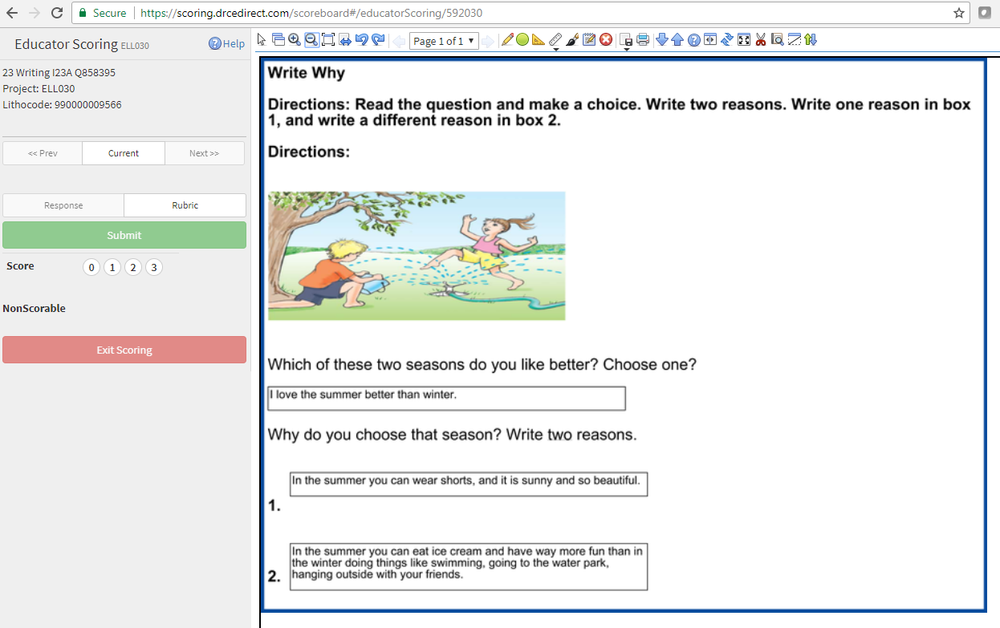 Secure
https://scoring.drcedirect.com/scoreboard#/educatorScoring/592030
Educator Scoring ELL030
Help
23 Writing I23A Q858395
Project: ELL030
Lithocode: 990000009566
<< Prev
Current
Next >>
Response
Rubric
Submit
Score 0 1 2 3
NonScorable
Exit Scoring
Page 1 of 1
Write Why
Directions: Read the question and make a choice. Write two reasons. Write one reason in box
1, and write a different reason in box 2.
Directions:
Which of these two seasons do you like better? Choose one?
I love the summer better than winter.
Why do you choose that season? Write two reasons.
In the summer you can wear shorts, and it is sunny and so beautiful.
1.
In the summer you can eat ice cream and have way more fun than in
the winter doing things like swimming, going to the water park,
hanging outside with your friends.
2.